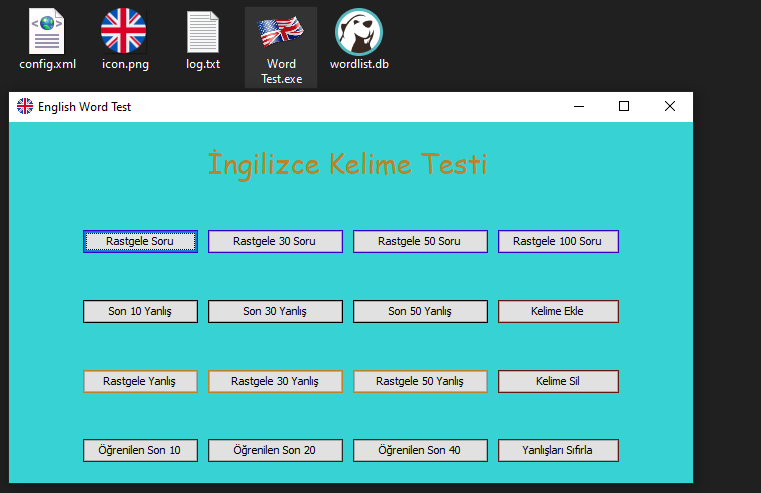 config.xml
icon.png
log.txt
Word
Test.exe
wordlist.db
English Word Test
İngilizce Kelime Testi
Rastgele Soru
Rastgele 30 Soru
Rastgele 50 Soru
Rastgele 100 Soru
Son 10 Yanlış
Son 30 Yanlış
Son 50 Yanlış
Kelime Ekle
Rastgele Yanlış
Rastgele 30 Yanlış
Rastgele 50 Yanlış
Kelime Sil
Öğrenilen Son 10
Öğrenilen Son 20
Öğrenilen Son 40
Yanlışları Sıfırla